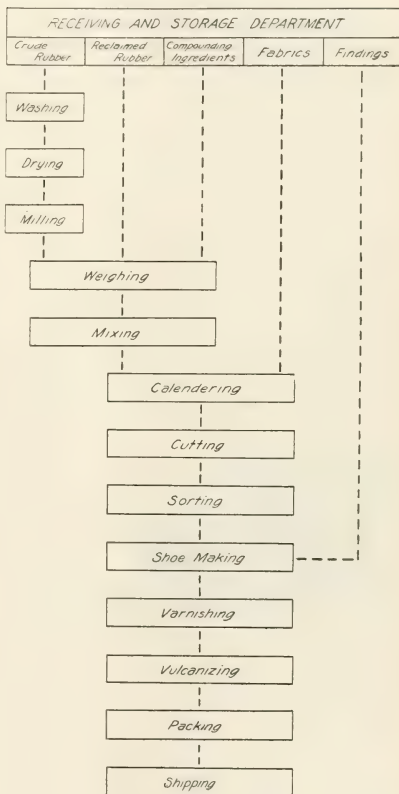 RECEIVING AND STORAGE DEPARTMENT
Crude
Rubber
Reclaimed
Rubber
Compounding
Ingredients
Fabrics
Findings
Washing
Drying
Milling
Weighing
Mixing
Calendering
Cutting
Sorting
Shoe Making
Varnishing
Vulcanizing
Packing
Shipping